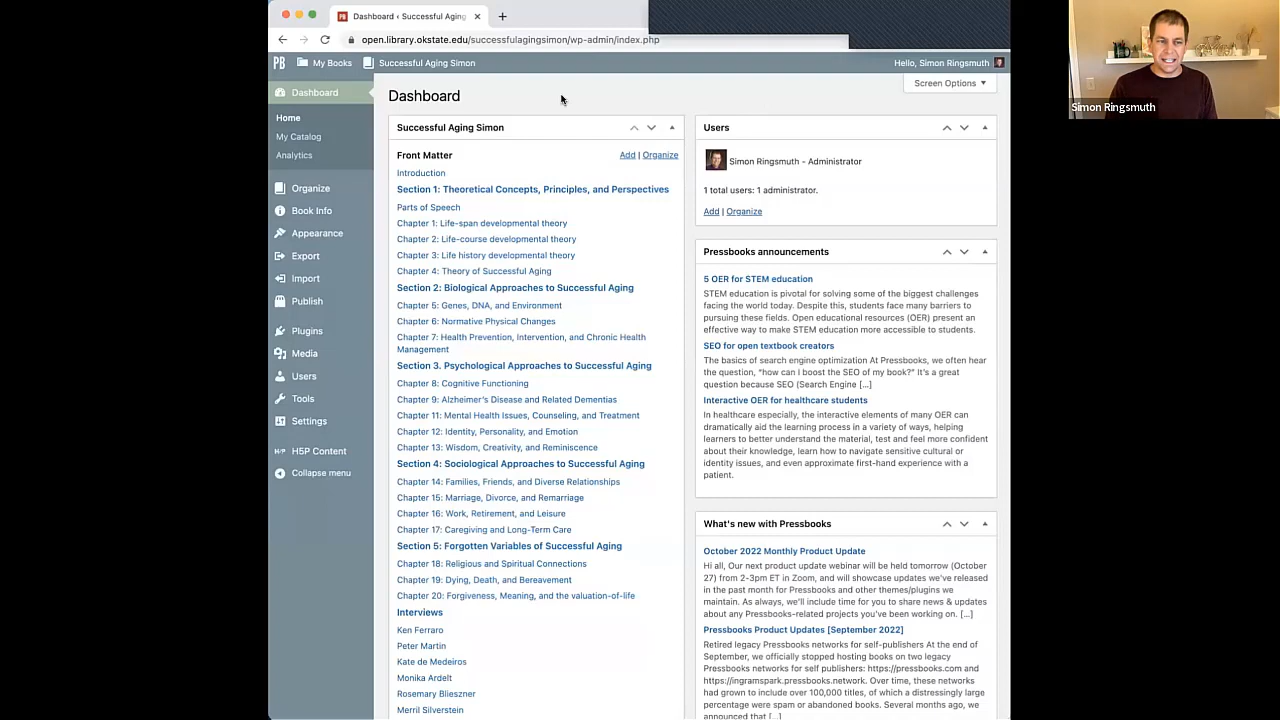 Dashboard ‹ Successful Aging
open.library.okstate.edu/successfulagingsimon/wp-admin/index.php
PB My Books Successful Aging Simon
Hello, Simon Ringsmuth
Simon Ringsmuth
Dashboard
Home
My Catalog
Analytics
Organize
Book Info
Appearance
Export
Import
Publish
Plugins
Media
Users
Tools
Settings
H-P H5P Content
Collapse menu
Dashboard
Screen Options
Successful Aging Simon
Front Matter
Add | Organize
Introduction
Section 1: Theoretical Concepts, Principles, and Perspectives
Parts of Speech
Chapter 1: Life-span developmental theory
Chapter 2: Life-course developmental theory
Chapter 3: Life history developmental theory
Chapter 4: Theory of Successful Aging
Section 2: Biological Approaches to Successful Aging
Chapter 5: Genes, DNA, and Environment
Chapter 6: Normative Physical Changes
Chapter 7: Health Prevention, Intervention, and Chronic Health
Management
Section 3. Psychological Approaches to Successful Aging
Chapter 8: Cognitive Functioning
Chapter 9: Alzheimer's Disease and Related Dementias
Chapter 11: Mental Health Issues, Counseling, and Treatment
Chapter 12: Identity, Personality, and Emotion
Chapter 13: Wisdom, Creativity, and Reminiscence
Section 4: Sociological Approaches to Successful Aging
Chapter 14: Families, Friends, and Diverse Relationships
Chapter 15: Marriage, Divorce, and Remarriage
Chapter 16: Work, Retirement, and Leisure
Chapter 17: Caregiving and Long-Term Care
Section 5: Forgotten Variables of Successful Aging
Chapter 18: Religious and Spiritual Connections
Chapter 19: Dying, Death, and Bereavement
Chapter 20: Forgiveness, Meaning, and the valuation-of-life
Interviews
Ken Ferraro
Peter Martin
Kate de Medeiros
Monika Ardelt
Rosemary Blieszner
Merril Silverstein
Users
Simon Ringsmuth - Administrator
1 total users: 1 administrator.
Add | Organize
Pressbooks announcements
5 OER for STEM education
STEM education is pivotal for solving some of the biggest challenges
facing the world today. Despite this, students face many barriers to
pursuing these fields. Open educational resources (OER) present an
effective way to make STEM education more accessible to students.
SEO for open textbook creators
The basics of search engine optimization At Pressbooks, we often hear
the question, "how can I boost the SEO of my book?" It's a great
question because SEO (Search Engine [...]
Interactive OER for healthcare students
In healthcare especially, the interactive elements of many OER can
dramatically aid the learning process in a variety of ways, helping
learners to better understand the material, test and feel more confident
about their knowledge, learn how to navigate sensitive cultural or
identity issues, and even approximate first-hand experience with a
patient.
What's new with Pressbooks
October 2022 Monthly Product Update
Hi all, Our next product update webinar will be held tomorrow (October
27) from 2-3pm ET in Zoom, and will showcase updates we've released
in the past month for Pressbooks and other themes/plugins we
maintain. As always, we'll include time for you to share news & updates
about any Pressbooks-related projects you've been working on. [...]
Pressbooks Product Updates [September 2022]
Retired legacy Pressbooks networks for self-publishers At the end of
September, we officially stopped hosting books on two legacy
Pressbooks networks for self publishers: https://pressbooks.com and
https://ingramspark.pressbooks.network. Over time, these networks
had grown to include over 100,000 titles, of which a distressingly large
percentage were spam or abandoned books. Several months ago, we
announced that [...]